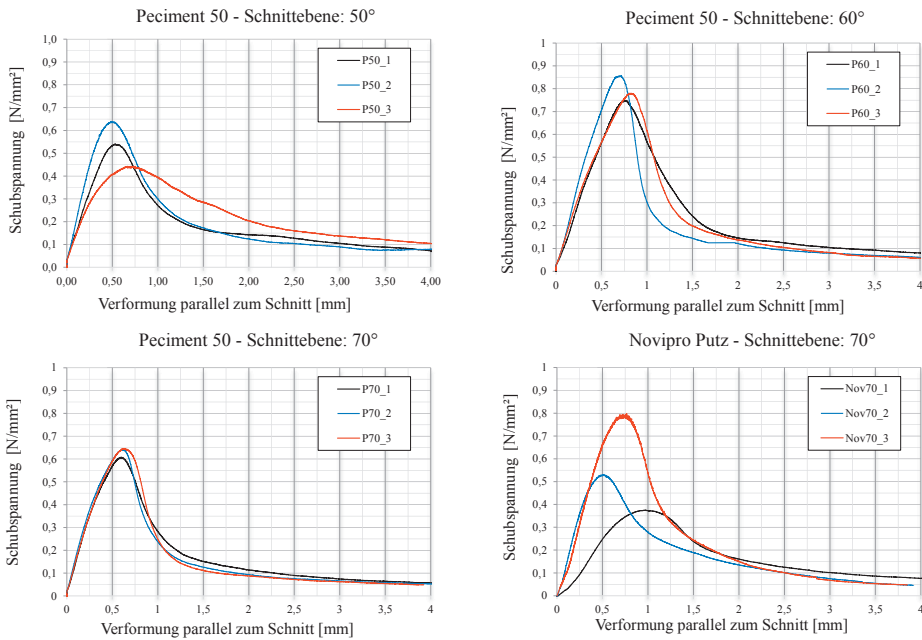 Peciment 50 - Schnittebene: 50°
Schubspannung [N/mm²]
1,0
0,9
0,8
0,7
0,6
0,5
0,4
0,3
0,2
0,1
0,0
P50_1
P50_2
P50_3
0,00 0,50 1,00 1,50 2,00 2,50 3,00 3,50 4,00
Verformung parallel zum Schnitt [mm]
Peciment 50 - Schnittebene: 60°
Schubspannung [N/mm²]
1
0,9
0,8
0,7
0,6
0,5
0,4
0,3
0,2
0,1
0
P60_1
P60_2
P60_3
0 0,5 1 1,5 2 2,5 3 3,5 4
Verformung parallel zum Schnitt [mm]
Peciment 50 - Schnittebene: 70°
Schubspannung [N/mm²]
1
0,9
0,8
0,7
0,6
0,5
0,4
0,3
0,2
0,1
0
P70_1
P70_2
P70_3
0 0,5 1,0 1,5 2,0 2,5 3,0 3,5 4
Verformung parallel zum Schnitt [mm]
Novipro Putz - Schnittebene: 70°
Schubspannung [N/mm²]
1
0,9
0,8
0,7
0,6
0,5
0,4
0,3
0,2
0,1
0
Nov70_1
Nov70_2
Nov70_3
0 0,5 1 1,5 2 2,5 3 3,5 4
Verformung parallel zum Schnitt [mm]